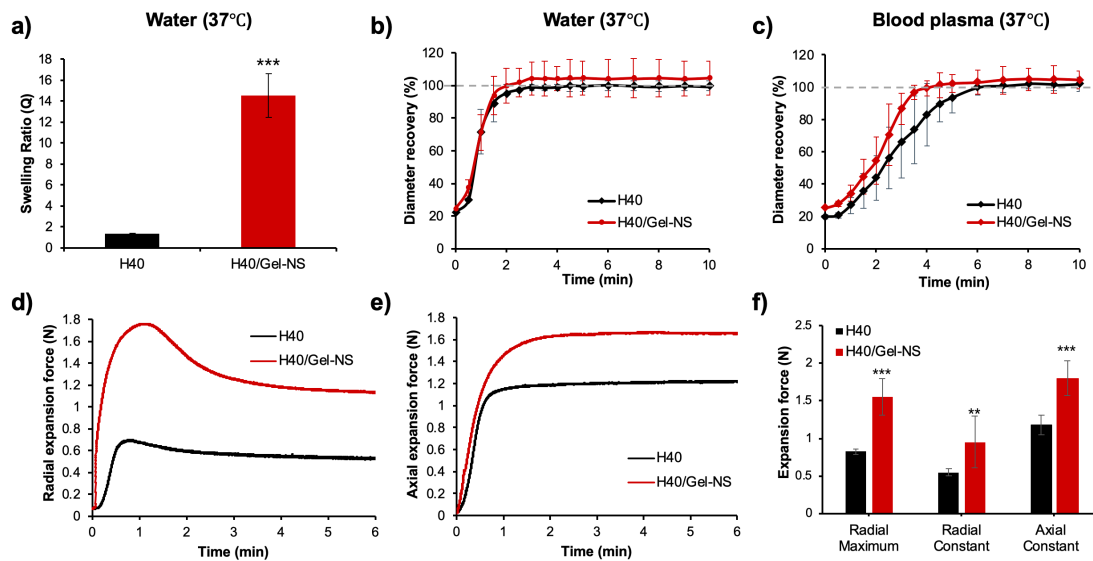 a)
Water (37℃)
Swelling Ratio (Q)
18
16
14
12
10
8
6
4
2
0
***
H40
H40/Gel-NS
b)
Water (37℃)
Diameter recovery (%)
120
100
80
60
40
20
0
H40
H40/Gel-NS
0
2
4
6
8
10
Time (min)
c)
Blood plasma (37℃)
Diameter recovery (%)
120
100
80
60
40
20
0
H40
H40/Gel-NS
0
2
4
6
8
10
Time (min)
d)
Radial expansion force (N)
1.8
1.6
1.4
1.2
1
0.8
0.6
0.4
0.2
0
H40
H40/Gel-NS
0
1
2
3
4
5
6
Time (min)
e)
Axial expansion force (N)
1.8
1.6
1.4
1.2
1
0.8
0.6
0.4
0.2
0
H40
H40/Gel-NS
0
1
2
3
4
5
6
Time (min)
f)
Expansion force (N)
2.5
2
1.5
1
0.5
0
H40
H40/Gel-NS
***
**
***
Radial
Maximum
Radial
Constant
Axial
Constant